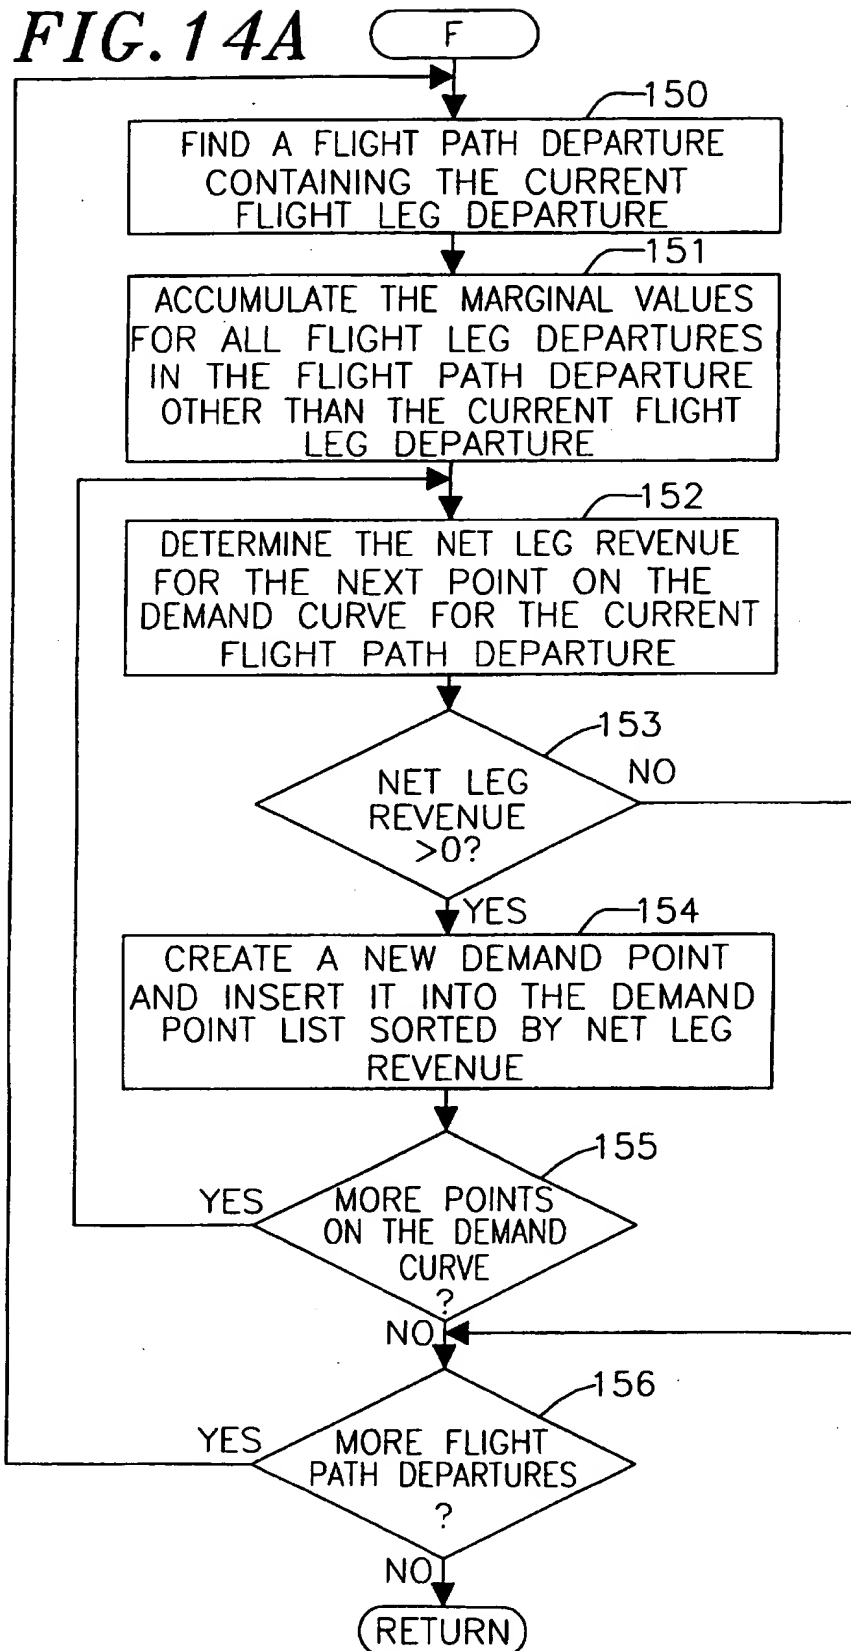 FIG.14A
F
150
FIND A FLIGHT PATH DEPARTURE
CONTAINING THE CURRENT
FLIGHT LEG DEPARTURE
151
ACCUMULATE THE MARGINAL VALUES
FOR ALL FLIGHT LEG DEPARTURES
IN THE FLIGHT PATH DEPARTURE
OTHER THAN THE CURRENT FLIGHT
LEG DEPARTURE
152
DETERMINE THE NET LEG REVENUE
FOR THE NEXT POINT ON THE
DEMAND CURVE FOR THE CURRENT
FLIGHT PATH DEPARTURE
153
NET LEG
REVENUE
>0?
NO
YES
154
CREATE A NEW DEMAND POINT
AND INSERT IT INTO THE DEMAND
POINT LIST SORTED BY NET LEG
REVENUE
155
YES
MORE POINTS
ON THE DEMAND
CURVE
?
NO
156
YES
MORE FLIGHT
PATH DEPARTURES
?
NO
RETURN